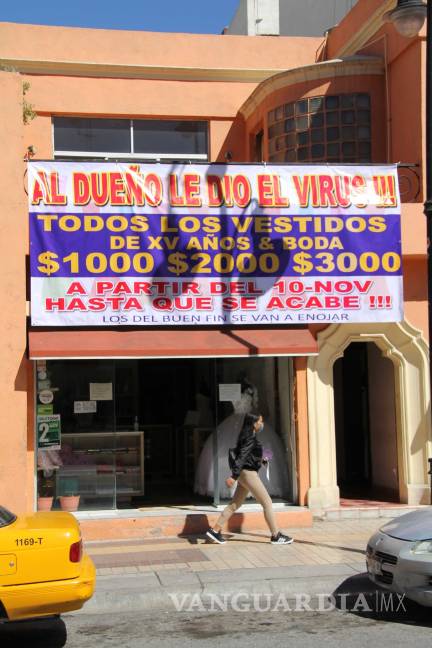 AL DUEÑO LE DIO EL VIRUS !!!
TODOS LOS VESTIDOS
DE XV AÑOS & BODA
$1000 $2000 $3000
A PARTIR DEL 10-NOV
HASTA QUE SE ACABE !!!
LOS DEL BUEN FIN SE VAN A ENOJAR
2
1169-T
VANGUARDIA|MX